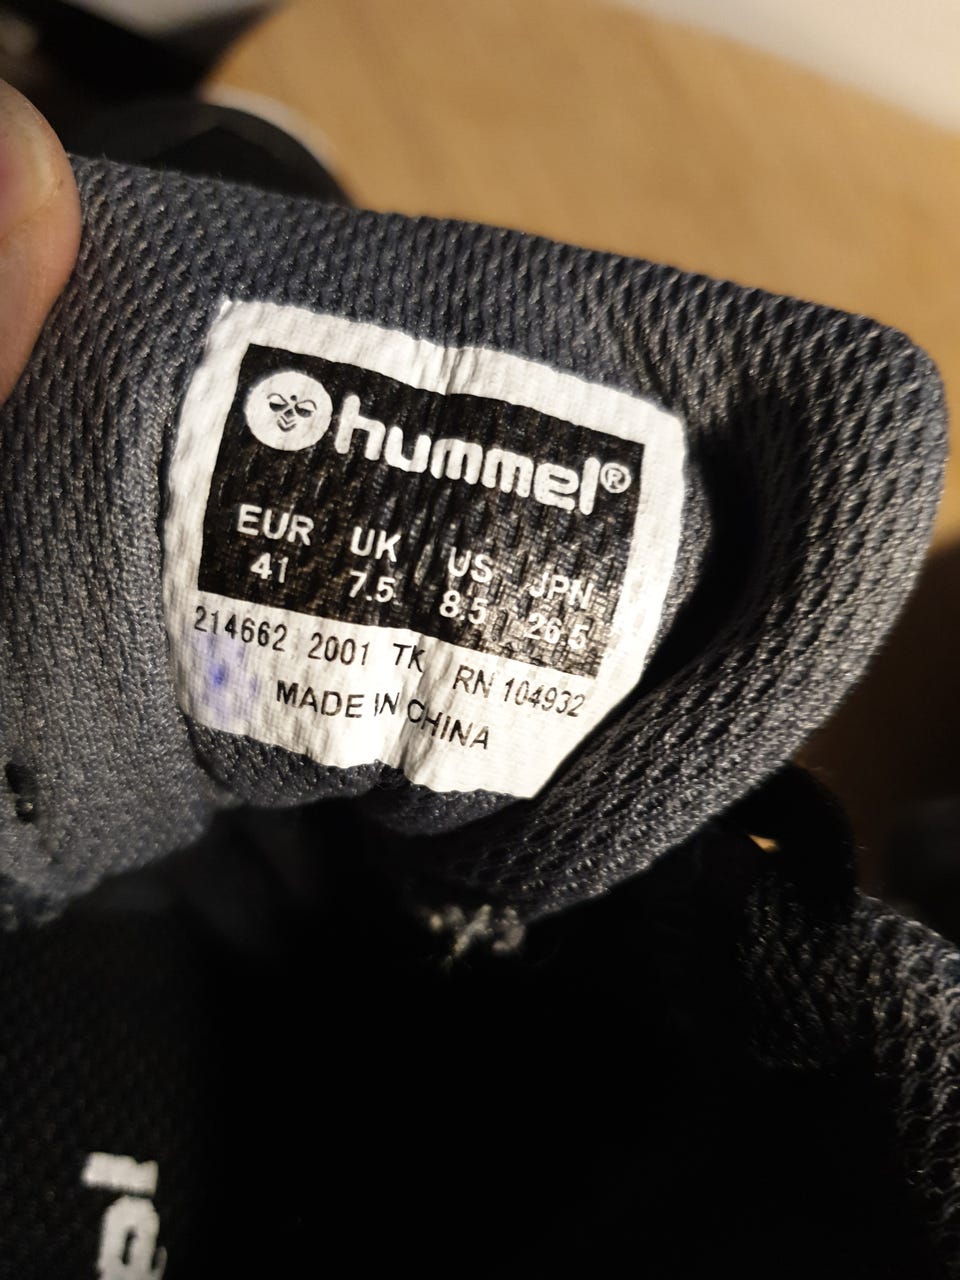 hummel®
EUR UK US JPN
41 7.5 8.5 26.5
214662 2001 TK RN 104932
MADE IN CHINA
el